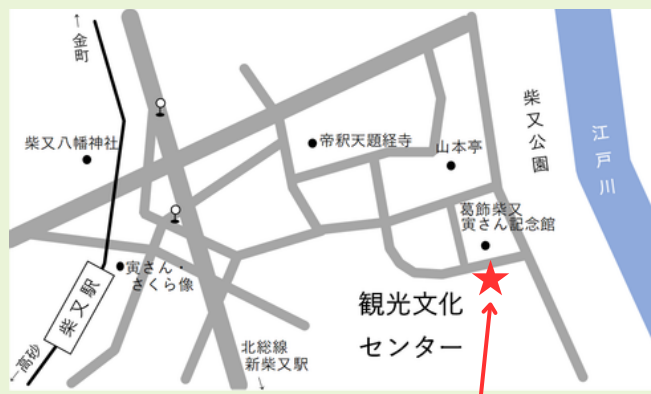 ←金町
柴又八幡神社
帝釈天題経寺
山本亭
柴又公園
江戸川
葛飾柴又
寅さん記念館
寅さん・
さくら像
柴又駅
観光文化
センター
北総線
新柴又駅
←高砂